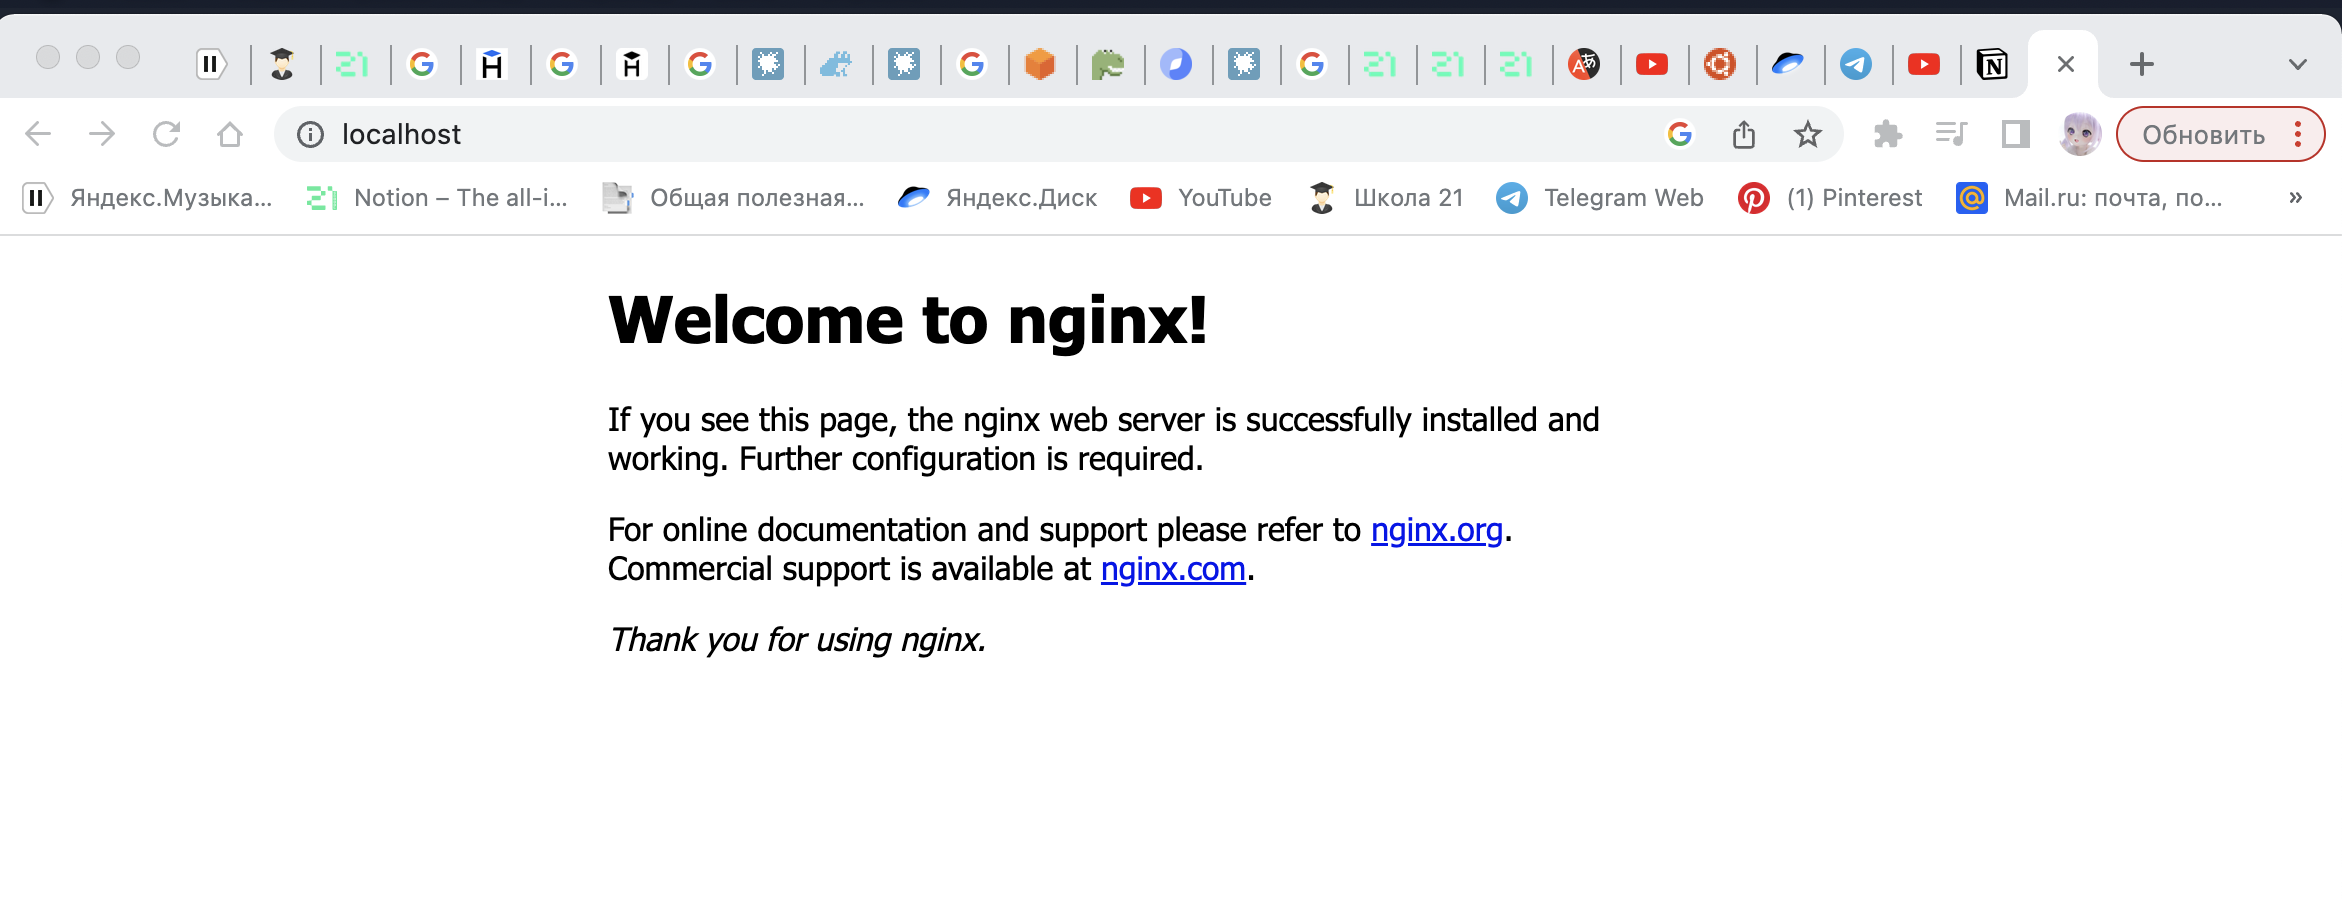 localhost
Обновить
Яндекс.Музыка...
Notion – The all-i...
Общая полезная...
Яндекс.Диск
YouTube
Школа 21
Telegram Web
(1) Pinterest
Mail.ru: почта, по...
»
Welcome to nginx!
If you see this page, the nginx web server is successfully installed and
working. Further configuration is required.
For online documentation and support please refer to nginx.org.
Commercial support is available at nginx.com.
Thank you for using nginx.